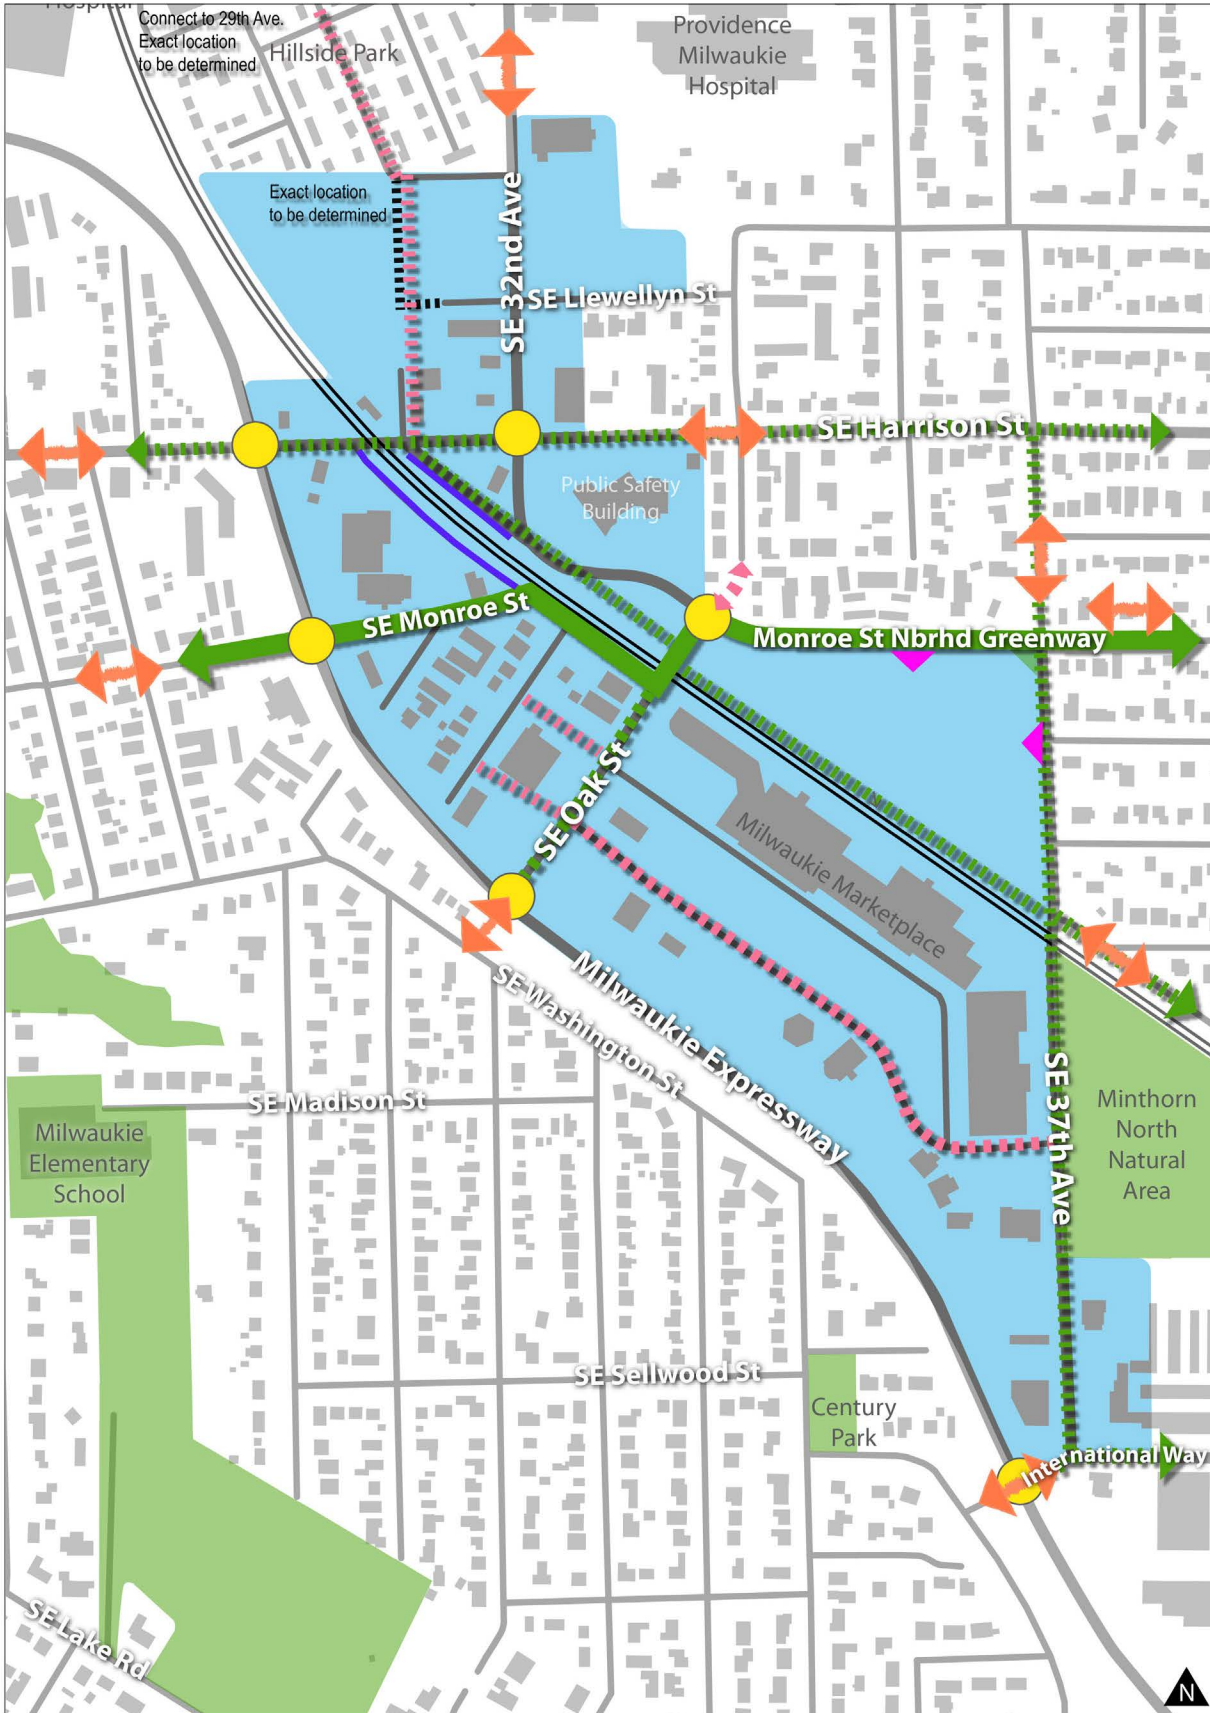 Hospital
Connect to 29th Ave.
Exact location
to be determined
Hillside Park
Providence
Milwaukie
Hospital
Exact location
to be determined
SE 32nd Ave
SE Llewellyn St
SE Harrison St
Public Safety
Building
SE Monroe St
Monroe St Nbrhd Greenway
SE Oak St
Milwaukie Marketplace
Milwaukie Expressway
SE Washington St
SE Madison St
SE 37th Ave
Minthorn
North
Natural
Area
Milwaukie
Elementary
School
SE Sellwood St
Century
Park
International Way
SE Lake Rd
N